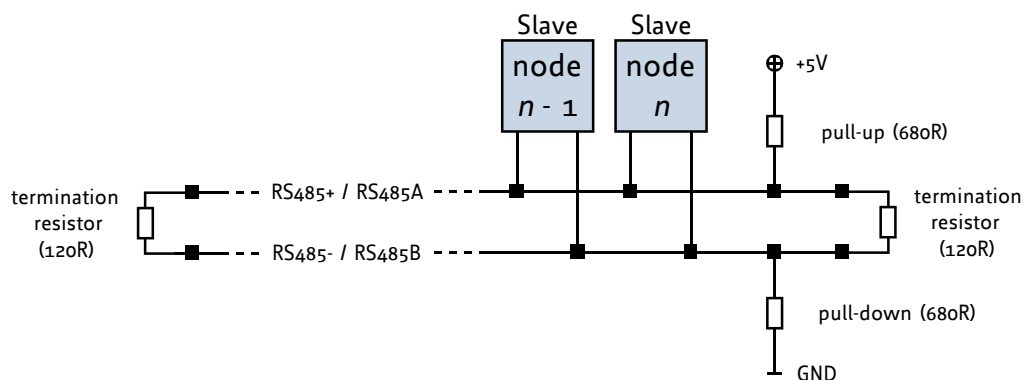 Slave
Slave
node
n - 1
node
n
+5V
pull-up (680R)
termination
resistor
(120R)
RS485+ / RS485A
termination
resistor
(120R)
RS485- / RS485B
pull-down (680R)
GND